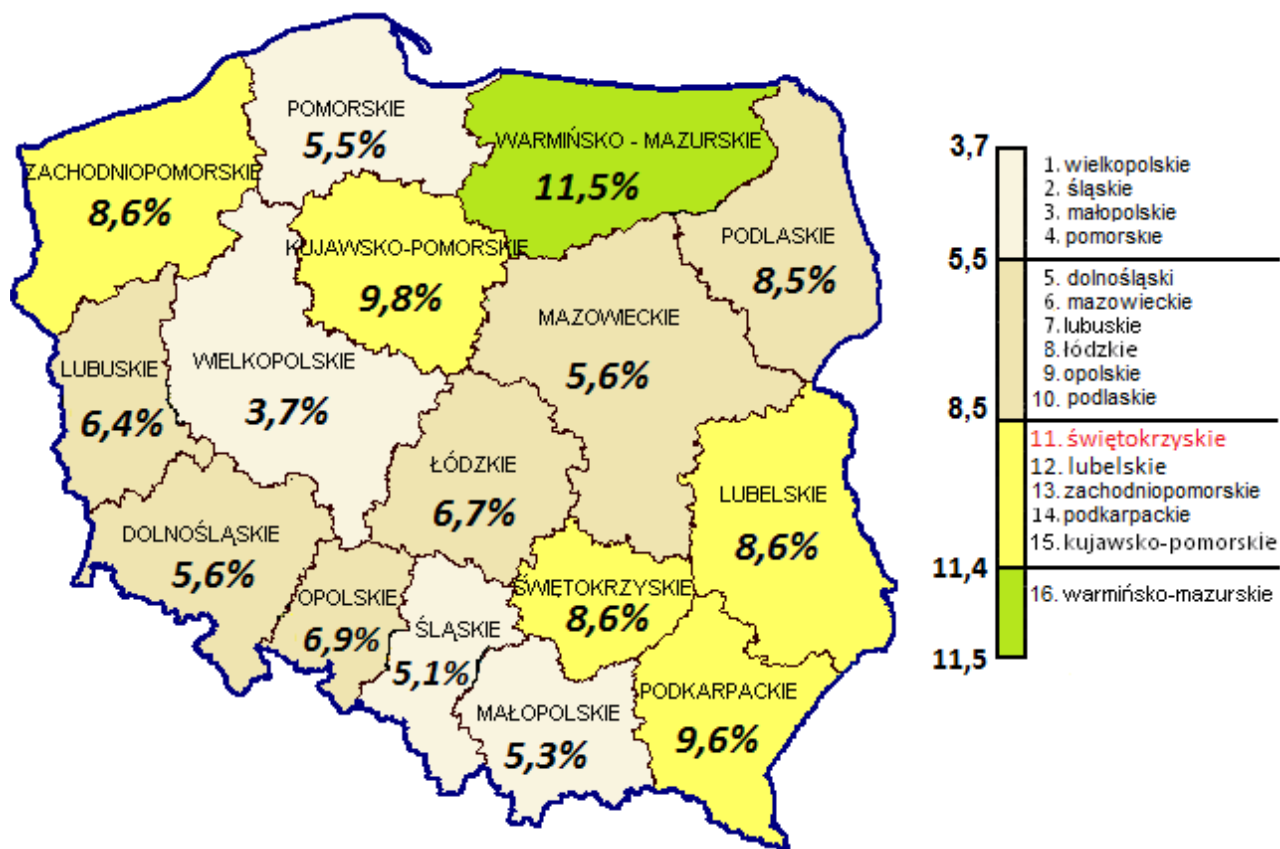 POMORSKIE
5,5%
WARMIŃSKO - MAZURSKIE
11,5%
ZACHODNIOPOMORSKIE
8,6%
KUJAWSKO-POMORSKIE
9,8%
PODLASKIE
8,5%
MAZOWIECKIE
5,6%
LUBUSKIE
6,4%
WIELKOPOLSKIE
3,7%
ŁÓDZKIE
6,7%
LUBELSKIE
8,6%
DOLNOŚLĄSKIE
5,6%
OPOLSKIE
6,9%
ŚLĄSKIE
5,1%
ŚWIĘTOKRZYSKIE
8,6%
MAŁOPOLSKIE
5,3%
PODKARPACKIE
9,6%
3,7
1. wielkopolskie
2. śląskie
3. małopolskie
4. pomorskie
5,5
5. dolnośląski
6. mazowieckie
7. lubuskie
8. łódzkie
9. opolskie
10. podlaskie
8,5
11. świętokrzyskie
12. lubelskie
13. zachodniopomorskie
14. podkarpackie
15. kujawsko-pomorskie
11,4
16. warmińsko-mazurskie
11,5